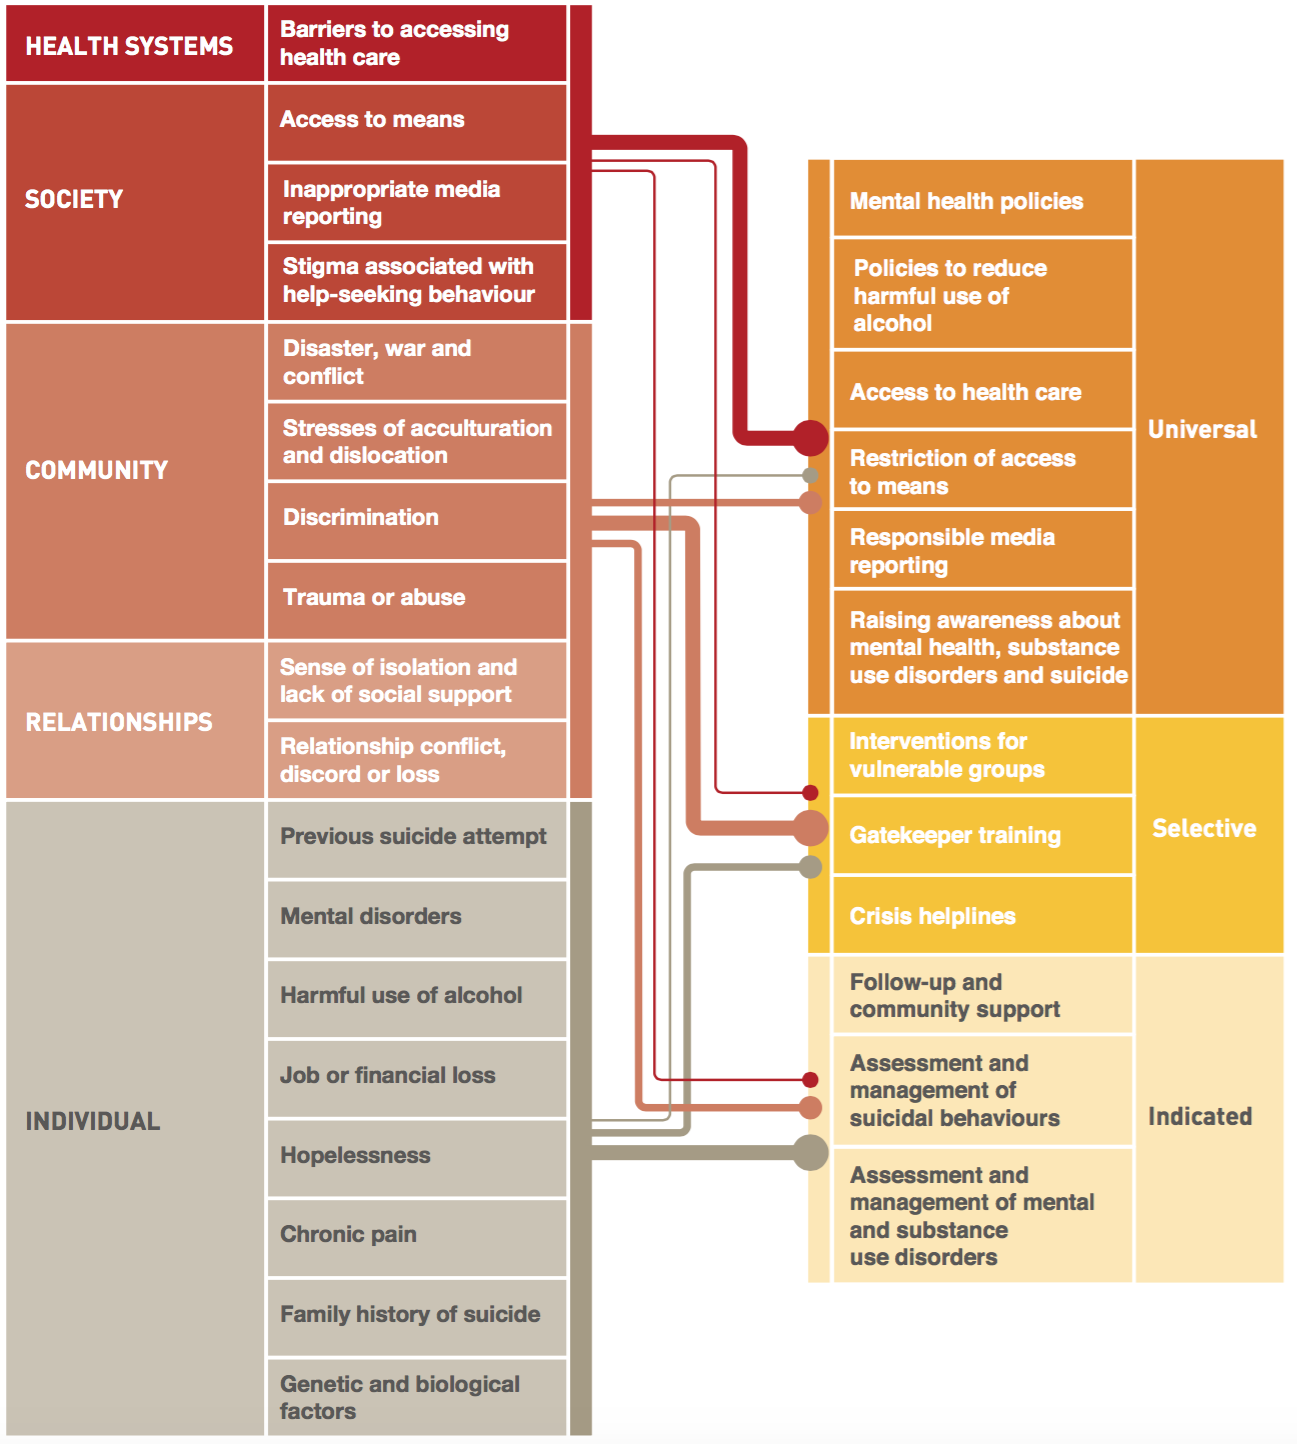 HEALTH SYSTEMS
Barriers to accessing
health care
SOCIETY
Access to means
Inappropriate media
reporting
Stigma associated with
help-seeking behaviour
COMMUNITY
Disaster, war and
conflict
Stresses of acculturation
and dislocation
Discrimination
Trauma or abuse
RELATIONSHIPS
Sense of isolation and
lack of social support
Relationship conflict,
discord or loss
INDIVIDUAL
Previous suicide attempt
Mental disorders
Harmful use of alcohol
Job or financial loss
Hopelessness
Chronic pain
Family history of suicide
Genetic and biological
factors
Mental health policies
Policies to reduce
harmful use of
alcohol
Access to health care
Restriction of access
to means
Responsible media
reporting
Raising awareness about
mental health, substance
use disorders and suicide
Universal
Interventions for
vulnerable groups
Gatekeeper training
Crisis helplines
Selective
Follow-up and
community support
Assessment and
management of
suicidal behaviours
Assessment and
management of mental
and substance
use disorders
Indicated